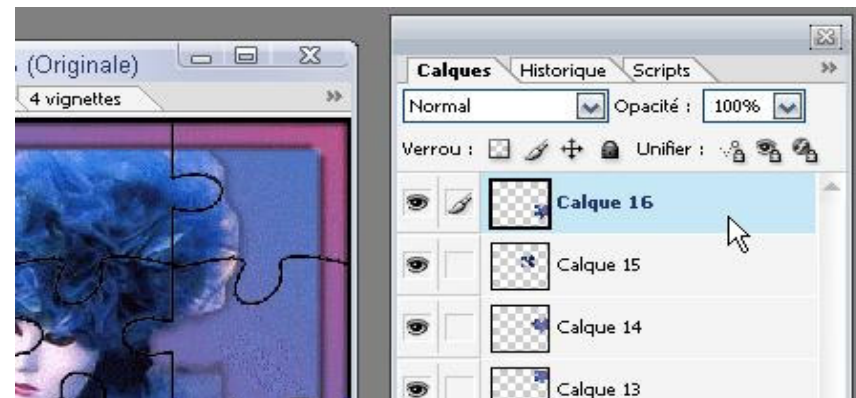 (Originale)
4 vignettes
Calques Historique Scripts
Normal Opacité : 100%
Verrou : Unifier :
Calque 16
Calque 15
Calque 14
Calque 13